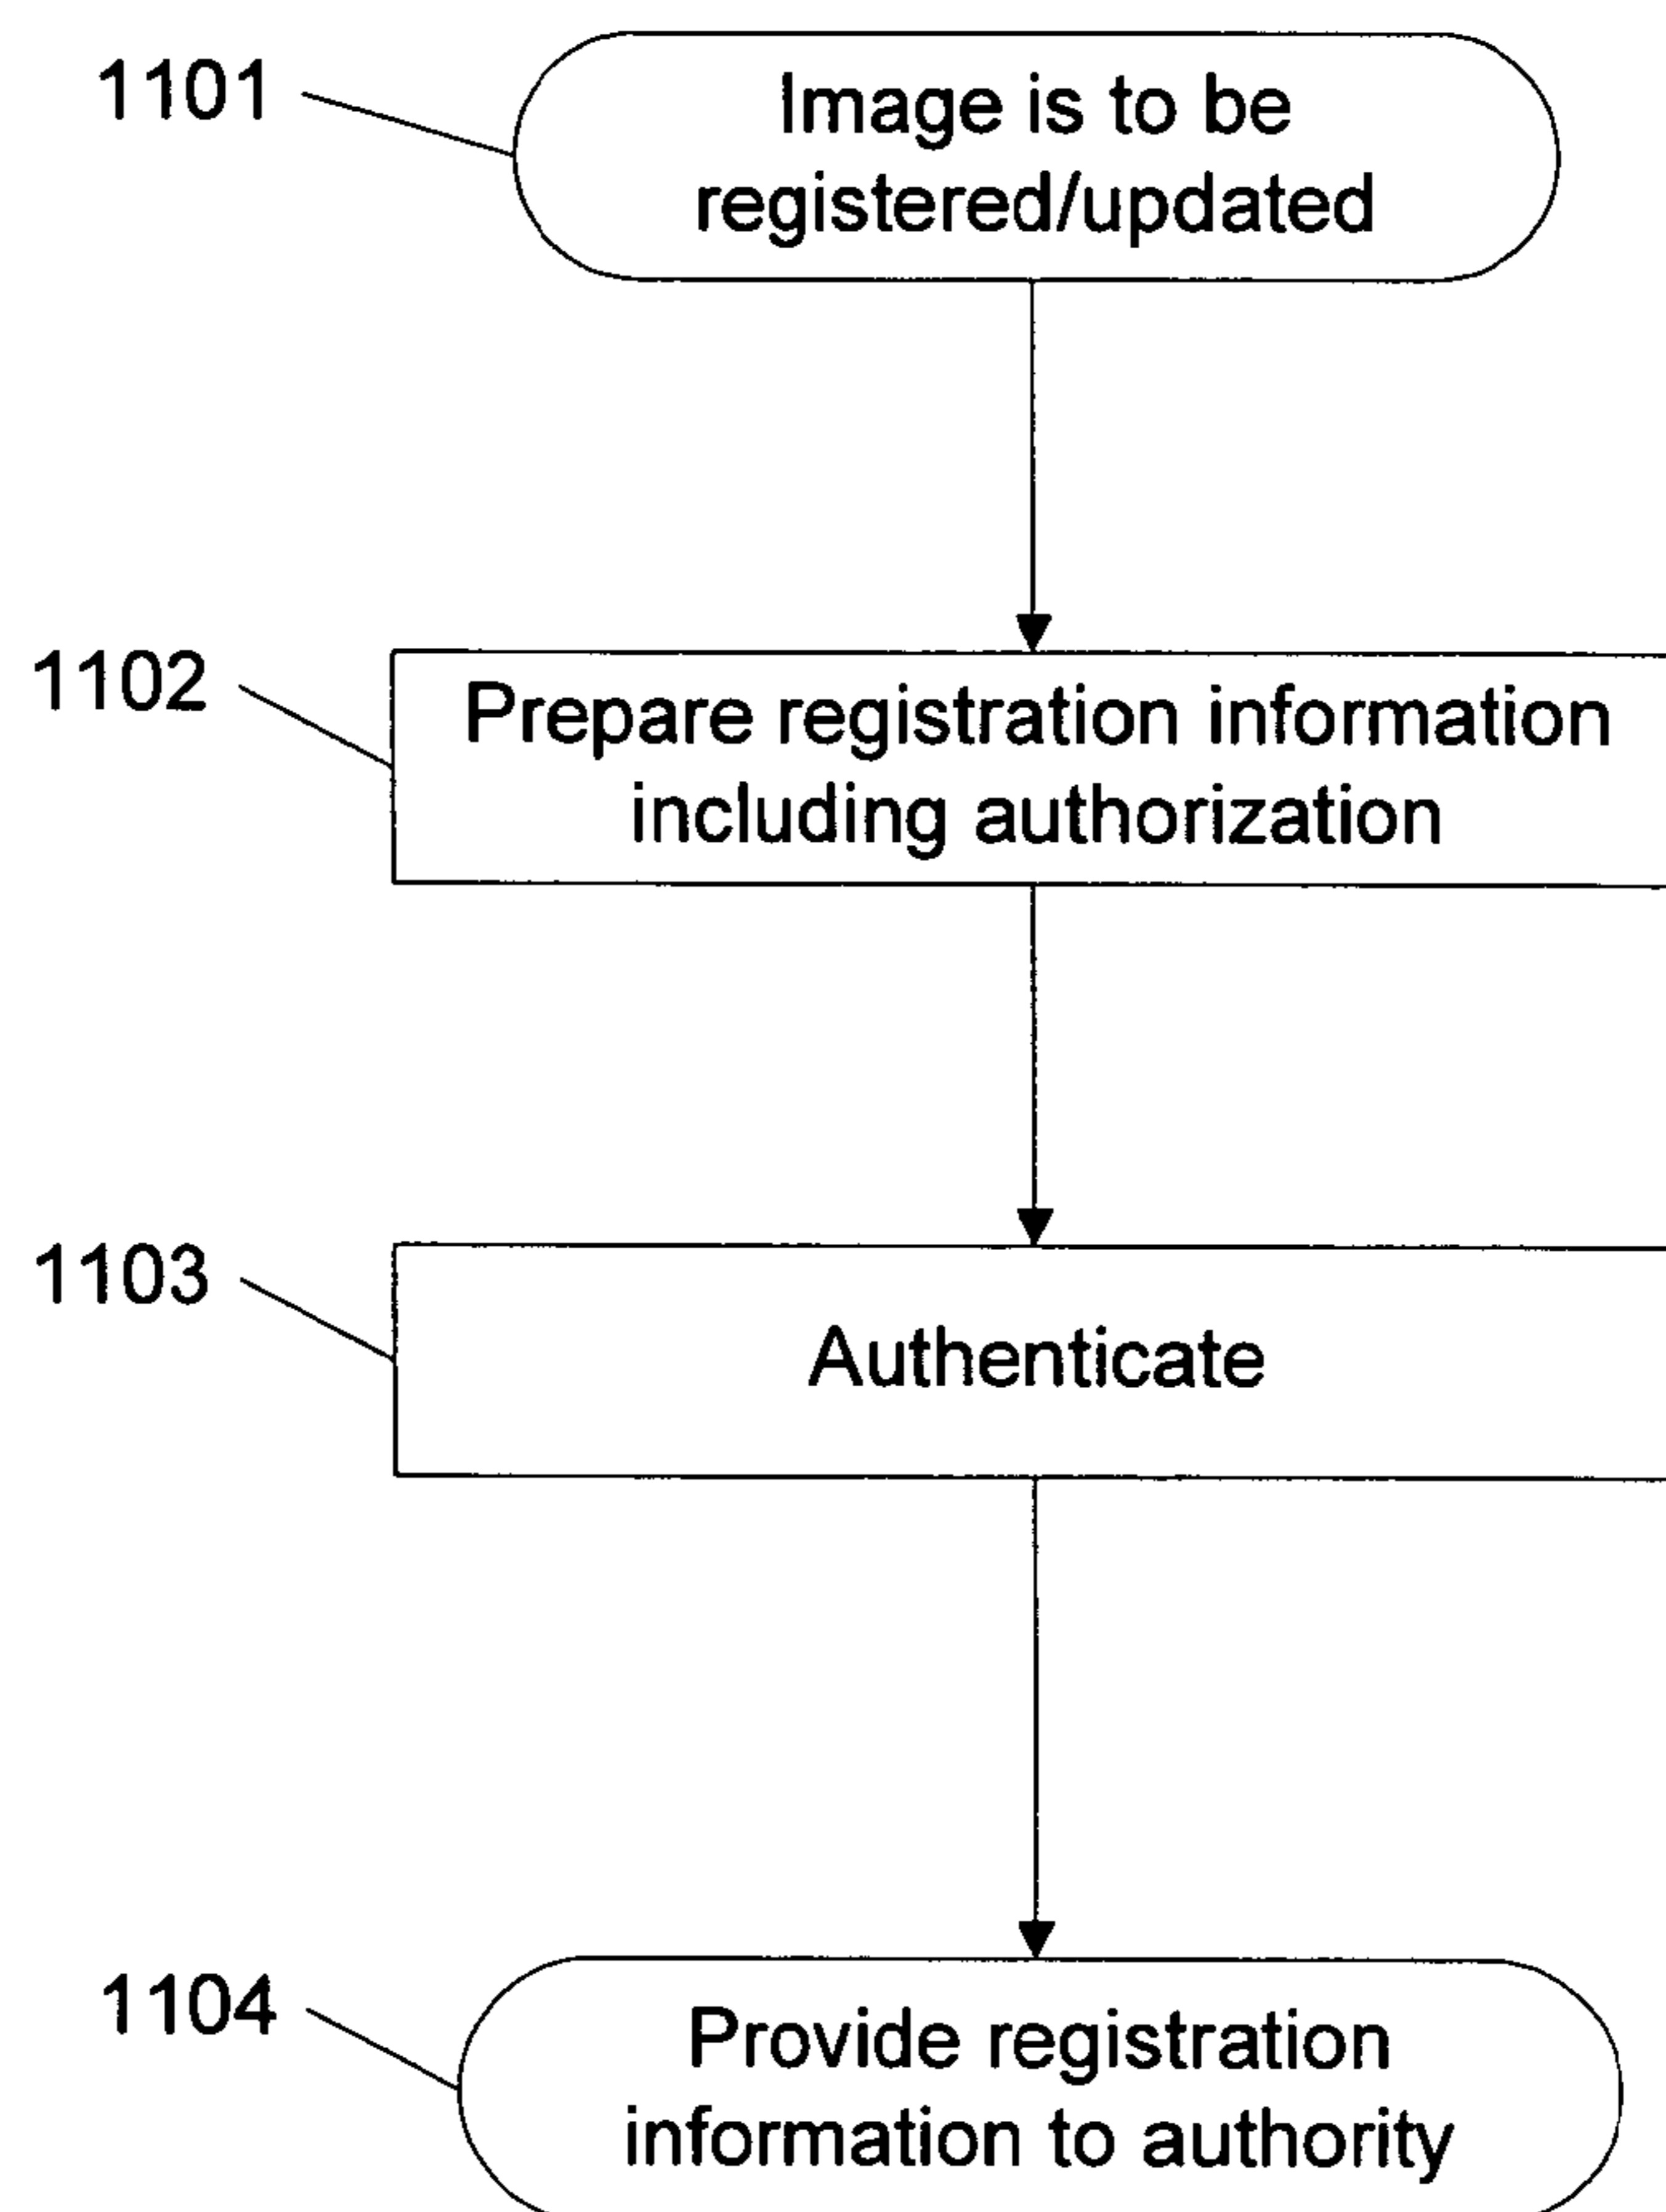 1101
Image is to be
registered/updated
1102
Prepare registration information
including authorization
1103
Authenticate
1104
Provide registration
information to authority